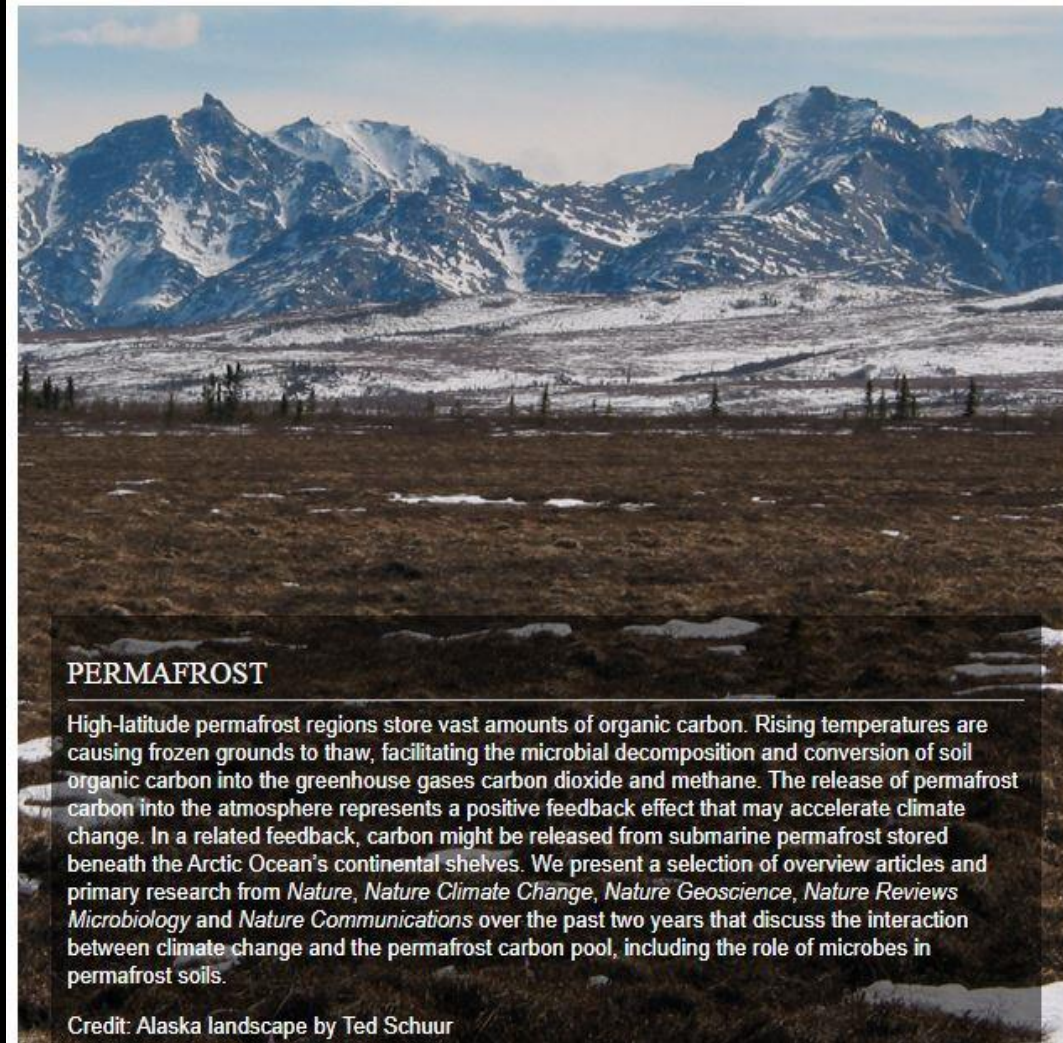 PERMAFROST
High-latitude permafrost regions store vast amounts of organic carbon. Rising temperatures are
causing frozen grounds to thaw, facilitating the microbial decomposition and conversion of soil
organic carbon into the greenhouse gases carbon dioxide and methane. The release of permafrost
carbon into the atmosphere represents a positive feedback effect that may accelerate climate
change. In a related feedback, carbon might be released from submarine permafrost stored
beneath the Arctic Ocean's continental shelves. We present a selection of overview articles and
primary research from Nature, Nature Climate Change, Nature Geoscience, Nature Reviews
Microbiology and Nature Communications over the past two years that discuss the interaction
between climate change and the permafrost carbon pool, including the role of microbes in
permafrost soils.
Credit: Alaska landscape by Ted Schuur